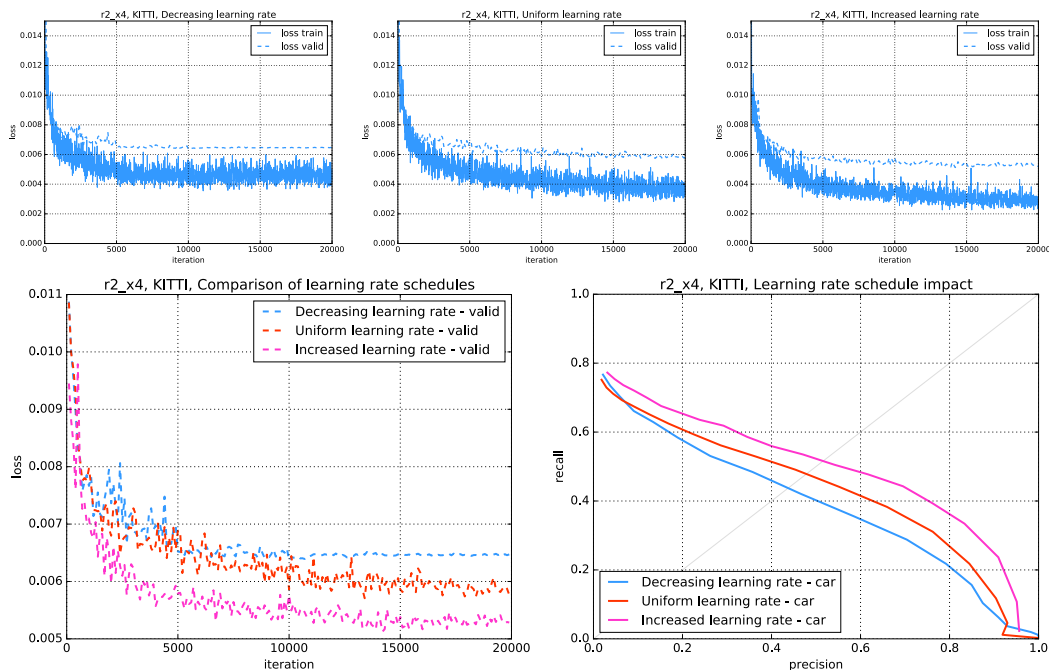 r2_x4, KITTI, Decreasing learning rate
0.014
0.012
0.010
0.008
0.006
0.004
0.002
0.000
loss
0
5000
10000
15000
20000
iteration
loss train
loss valid
r2_x4, KITTI, Uniform learning rate
0.014
0.012
0.010
0.008
0.006
0.004
0.002
0.000
loss
0
5000
10000
15000
20000
iteration
loss train
loss valid
r2_x4, KITTI, Increased learning rate
0.014
0.012
0.010
0.008
0.006
0.004
0.002
0.000
loss
0
5000
10000
15000
20000
iteration
loss train
loss valid
r2_x4, KITTI, Comparison of learning rate schedules
0.011
0.010
0.009
0.008
0.007
0.006
0.005
loss
0
5000
10000
15000
20000
iteration
Decreasing learning rate - valid
Uniform learning rate - valid
Increased learning rate - valid
r2_x4, KITTI, Learning rate schedule impact
1.0
0.8
0.6
0.4
0.2
0.0
recall
0.0
0.2
0.4
0.6
0.8
1.0
precision
Decreasing learning rate - car
Uniform learning rate - car
Increased learning rate - car